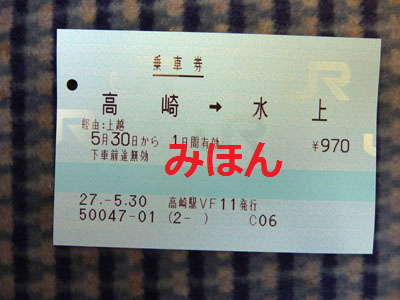 乗車券
高崎 → 水上
経由:上越
5月30日から 1日間有効 ¥970
下車前途無効
みほん
27.-5.30 高崎駅VF11発行
50047-01 (2- ) C06